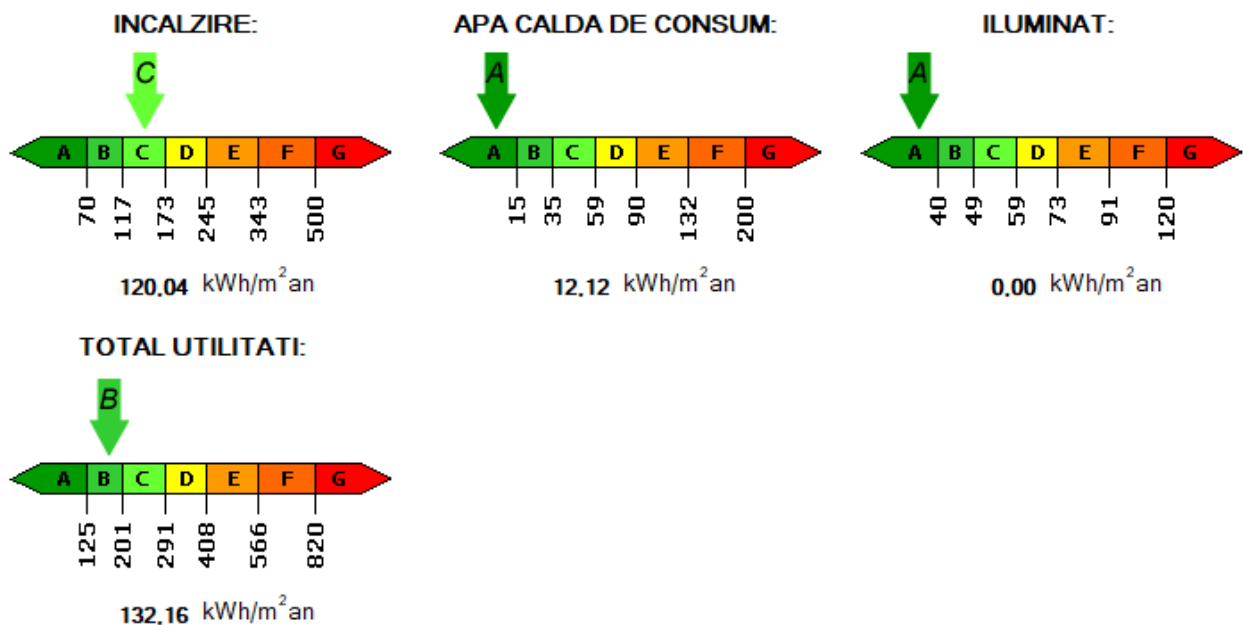 INCALZIRE:
C
A B C D E F G
70 117 173 245 343 500
120,04 kWh/m²an
APA CALDA DE CONSUM:
A
A B C D E F G
15 35 59 90 132 200
12,12 kWh/m²an
ILUMINAT:
A
A B C D E F G
40 49 59 73 91 120
0,00 kWh/m²an
TOTAL UTILITATI:
B
A B C D E F G
125 201 291 408 566 820
132,16 kWh/m²an